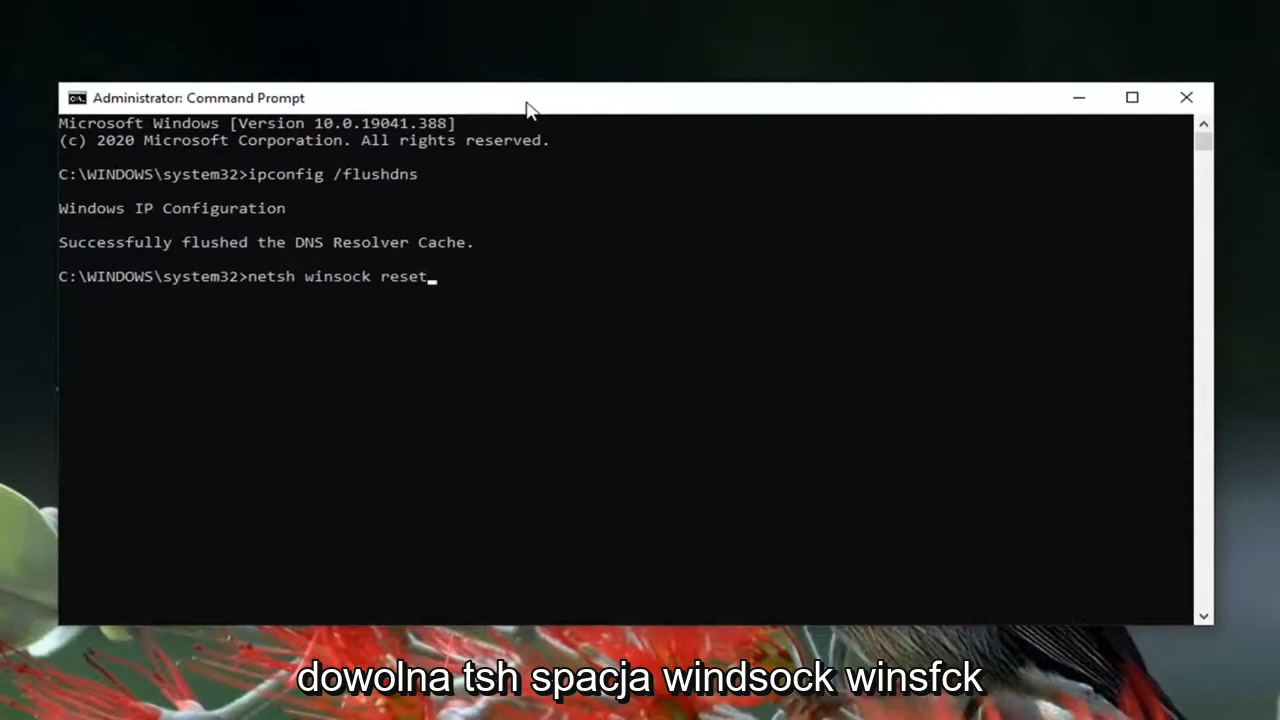 Administrator: Command Prompt
Microsoft Windows [Version 10.0.19041.388]
(c) 2020 Microsoft Corporation. All rights reserved.
C:\WINDOWS\system32>ipconfig /flushdns
Windows IP Configuration
Successfully flushed the DNS Resolver Cache.
C:\WINDOWS\system32>netsh winsock reset
dowolna tsh spacja windsock winsfck